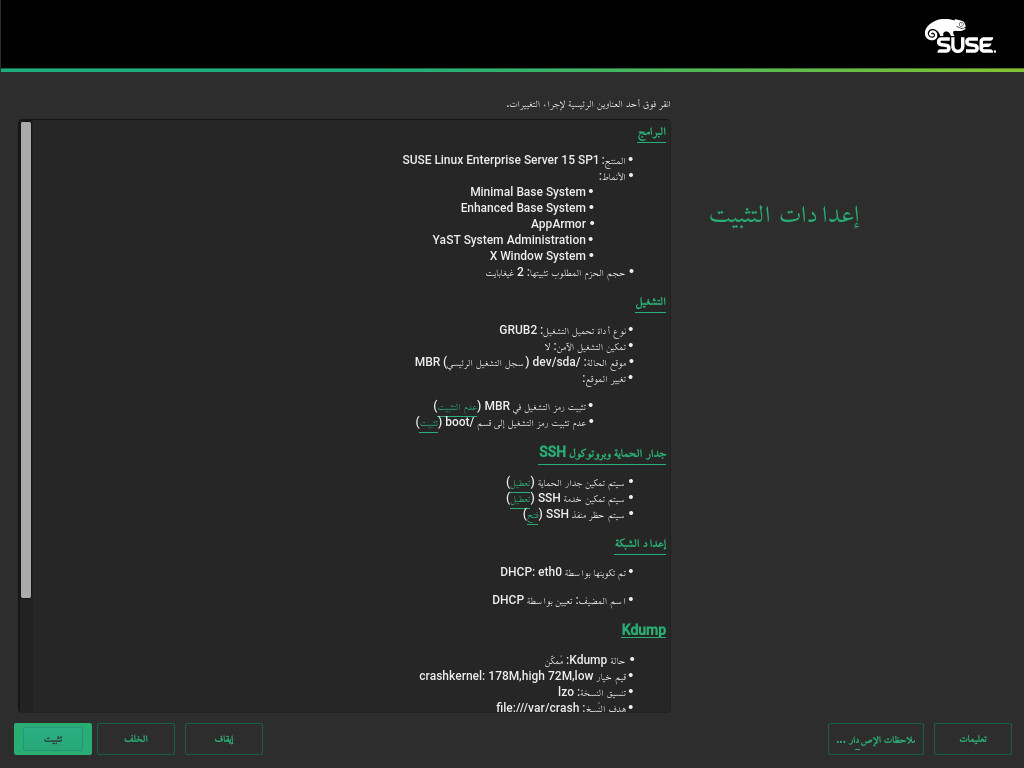 SUSE.
انقر فوق أحد العناوين الرئيسية لإجراء التغييرات.
إعدادات التثبيت
البرامج
• المنتج: SUSE Linux Enterprise Server 15 SP1
• الأنماط:
• Minimal Base System
• Enhanced Base System
• AppArmor
• YaST System Administration
• X Window System
• حجم الحزم المطلوب تثبيتها: 2 غيغابايت
التشغيل
• نوع أداة تحميل التشغيل: GRUB2
• تمكين التشغيل الآمن: لا
• موقع الحالة: /dev/sda (سجل التشغيل الرئيسي) MBR
• تغيير الموقع:
• تثبيت رمز التشغيل في MBR (عدم التثبيت)
• عدم تثبيت رمز التشغيل إلى قسم /boot (تثبيت)
جدار الحماية وبروتوكول SSH
• سيتم تمكين جدار الحماية (تعطيل)
• سيتم تمكين خدمة SSH (تعطيل)
• سيتم حظر منفذ SSH (فتح)
إعداد الشبكة
• تم تكوينها بواسطة DHCP: eth0
• اسم المضيف: تعيين بواسطة DHCP
Kdump
• حالة Kdump: مُمكّن
• قيم خيار crashkernel: 178M,high 72M,low
• تنسيق النسخة: lzo
• هدف النُسخ: file:///var/crash
تعليمات
ملاحظات الإصدار ...
إيقاف
الخلف
تثبيت